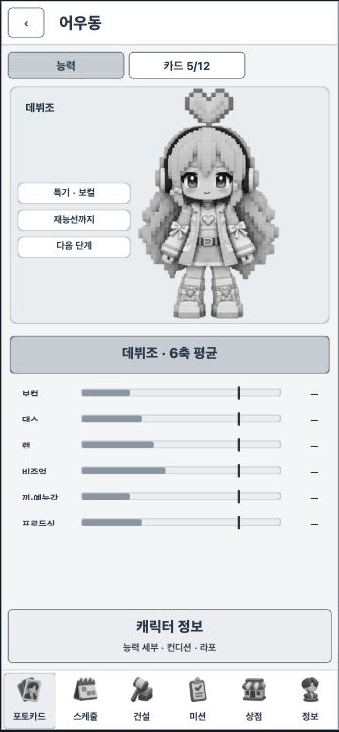 ‹ 어우동
능력
카드 5/12
데뷔조
특기 · 보컬
재능선까지
다음 단계
데뷔조 · 6축 평균
보컬 –
댄스 –
랩 –
비주얼 –
끼·예능감 –
프로듀싱 –
캐릭터 정보
능력 세부 · 컨디션 · 라포
포토카드
스케줄
건설
미션
상점
정보